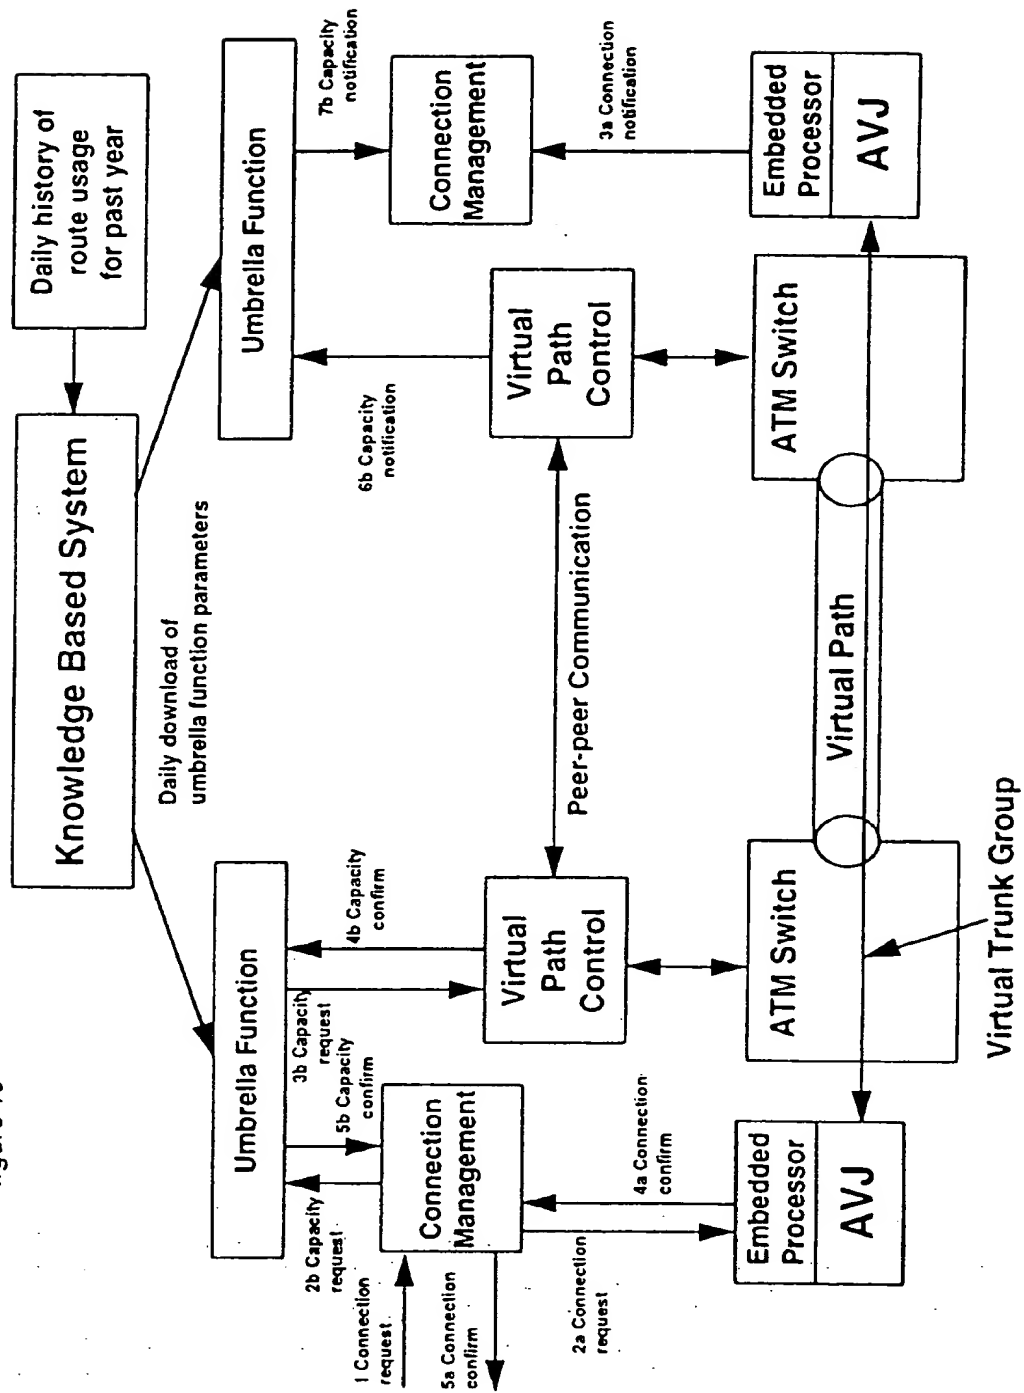 Daily history of
route usage
for past year
Knowledge Based System
Daily download of
umbrella function parameters
Umbrella Function
Umbrella Function
2b Capacity
request
5b Capacity
confirm
3b Capacity
request
4b Capacity
confirm
6b Capacity
notification
7b Capacity
notification
1 Connection
request
5a Connection
confirm
Connection
Management
Virtual
Path
Control
Peer-peer Communication
Virtual
Path
Control
Connection
Management
2a Connection
request
4a Connection
confirm
3a Connection
notification
Embedded
Processor
AVJ
ATM Switch
Virtual Path
ATM Switch
Embedded
Processor
AVJ
Virtual Trunk Group